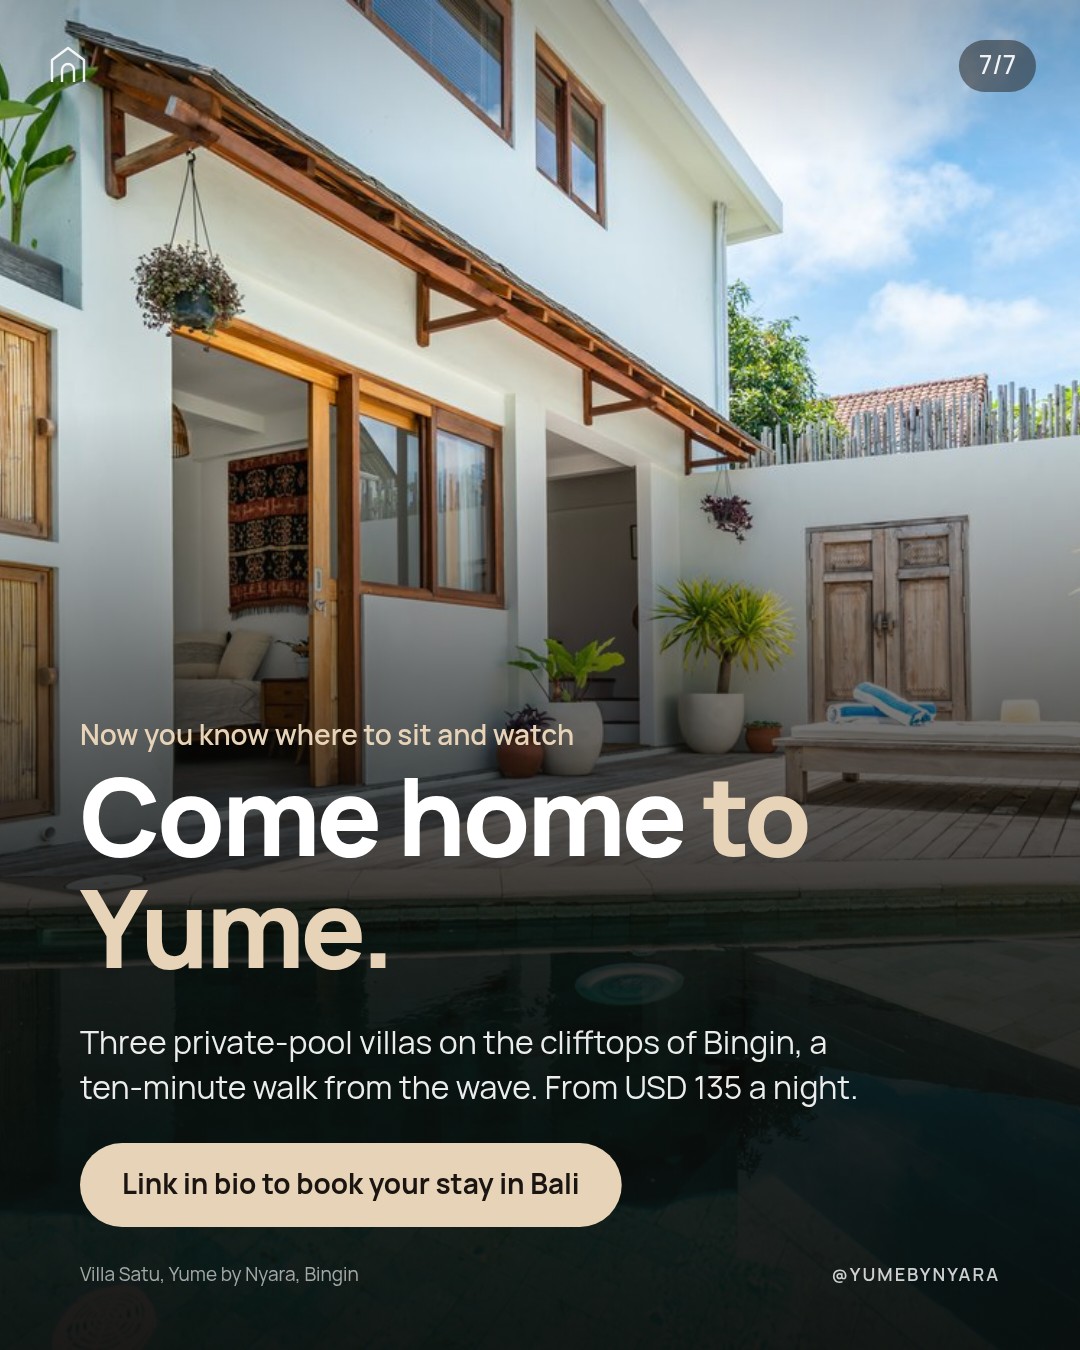 7/7
Now you know where to sit and watch
Come home to
Yume.
Three private-pool villas on the clifftops of Bingin, a
ten-minute walk from the wave. From USD 135 a night.
Link in bio to book your stay in Bali
Villa Satu, Yume by Nyara, Bingin
@YUMEBYNYARA